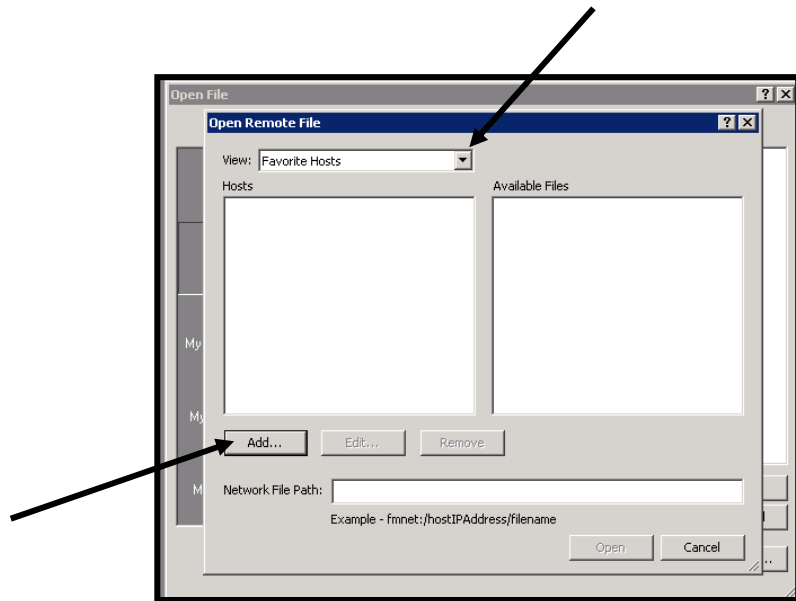 Open File
Open Remote File
View: Favorite Hosts
Hosts Available Files
My
My
M
Add... Edit... Remove
Network File Path:
Example - fmnet:/hostIPAddress/filename
Open Cancel